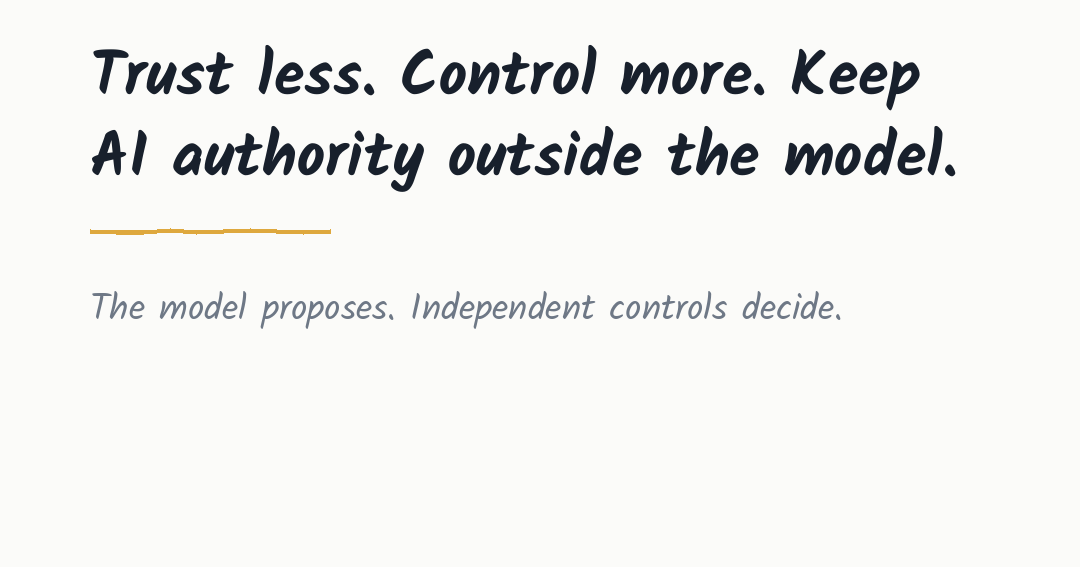 Trust less. Control more. Keep
AI authority outside the model.
The model proposes. Independent controls decide.